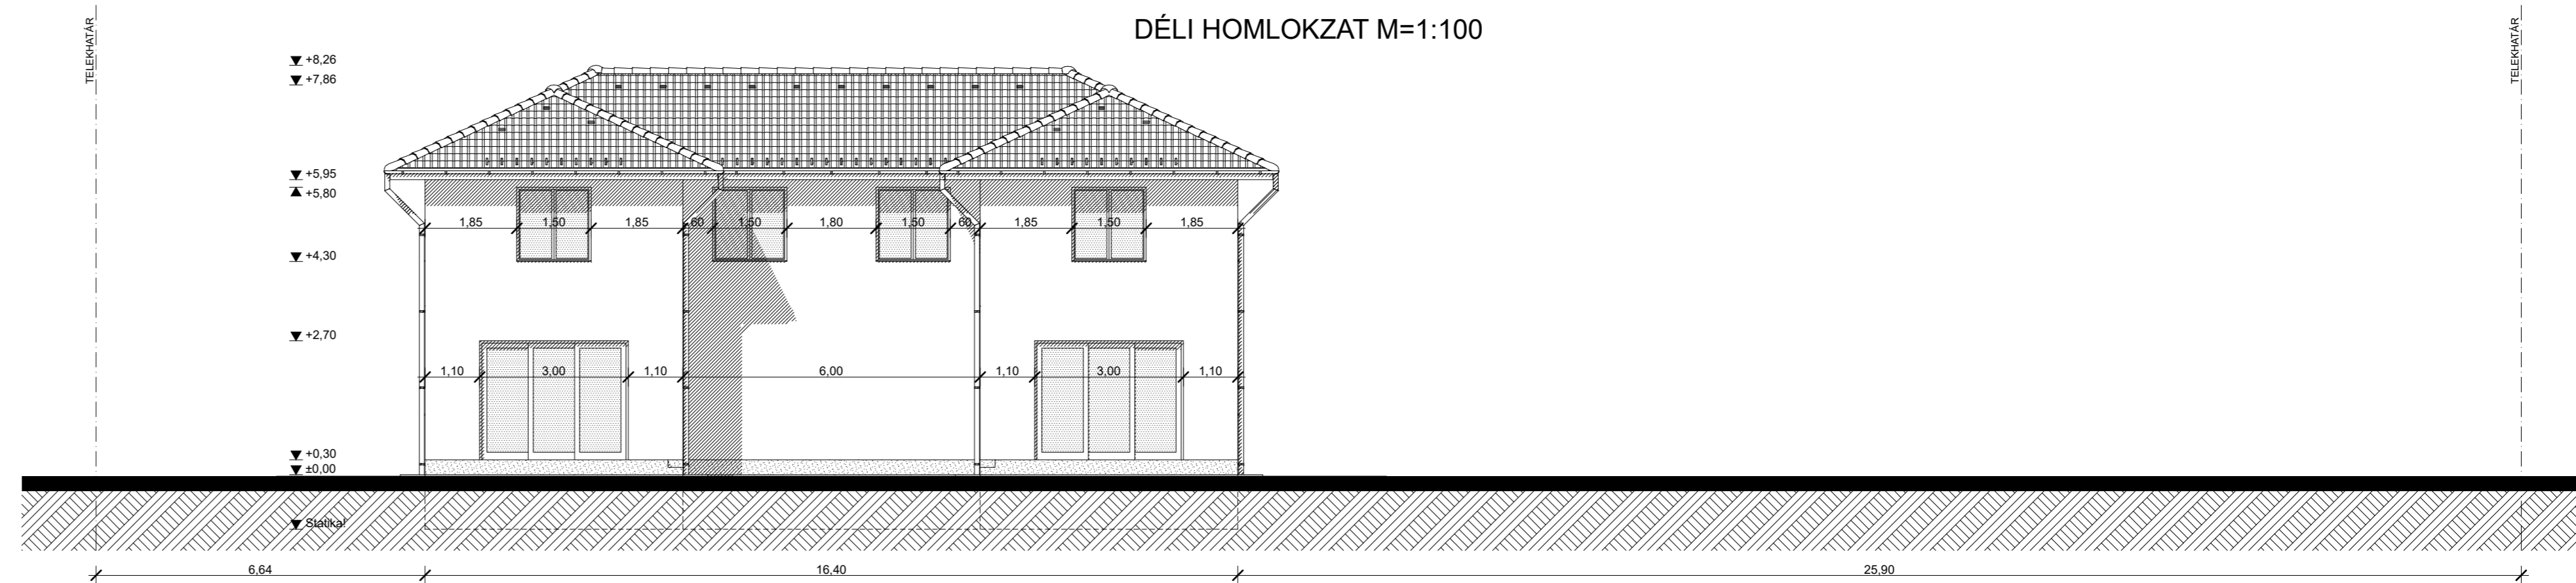 DÉLI HOMLOKZAT M=1:100
TELEKHATÁR
TELEKHATÁR
+8,26
+7,86
+5,95
+5,80
1,85 1,50 1,85 60 1,50 1,80 1,50 60 1,85 1,50 1,85
+4,30
+2,70
1,10 3,00 1,10 6,00 1,10 3,00 1,10
+0,30
±0,00
Statika!
6,64 16,40 25,90